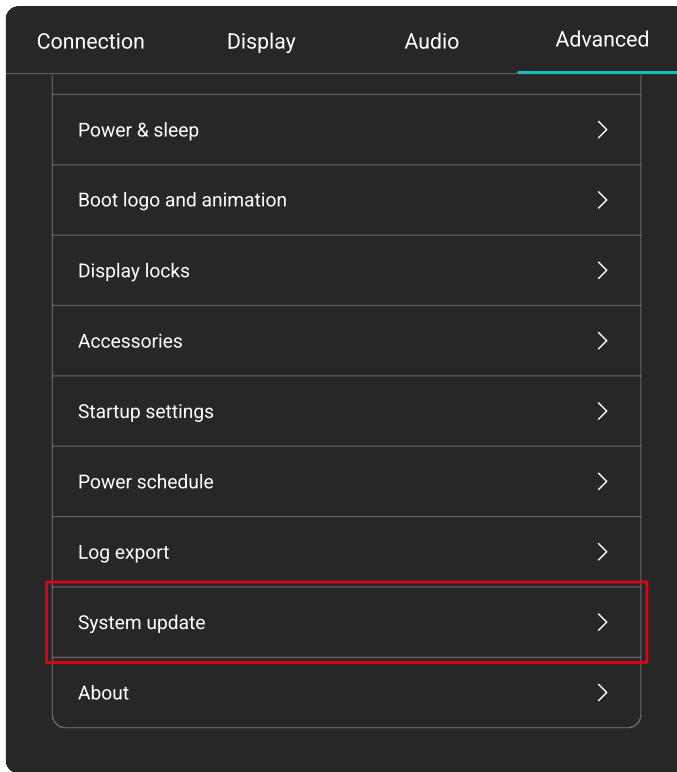 Connection Display Audio Advanced
Power & sleep
Boot logo and animation
Display locks
Accessories
Startup settings
Power schedule
Log export
System update
About